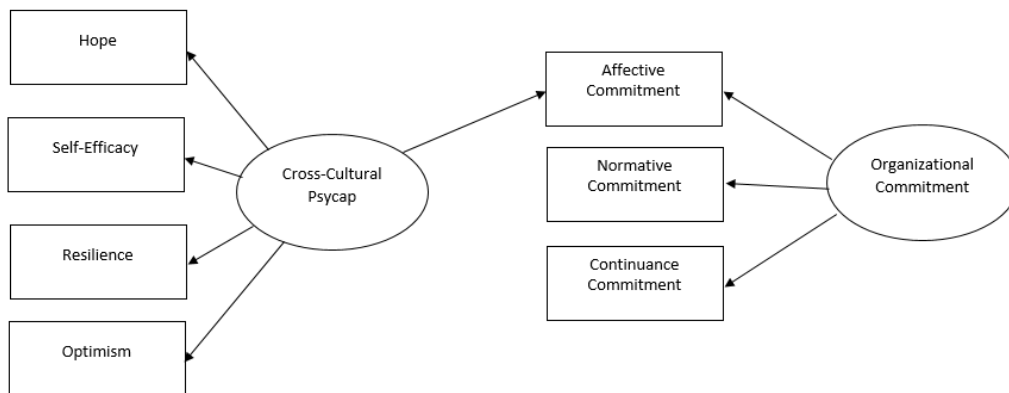 Hope
Self-Efficacy
Resilience
Optimism
Cross-Cultural
Psycap
Affective
Commitment
Normative
Commitment
Continuance
Commitment
Organizational
Commitment